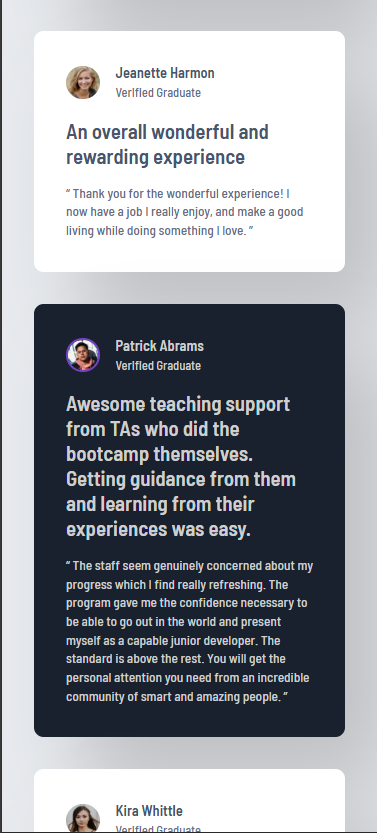 Jeanette Harmon
Verified Graduate
An overall wonderful and
rewarding experience
“ Thank you for the wonderful experience! I
now have a job I really enjoy, and make a good
living while doing something I love. ”
Patrick Abrams
Verified Graduate
Awesome teaching support
from TAs who did the
bootcamp themselves.
Getting guidance from them
and learning from their
experiences was easy.
“ The staff seem genuinely concerned about my
progress which I find really refreshing. The
program gave me the confidence necessary to
be able to go out in the world and present
myself as a capable junior developer. The
standard is above the rest. You will get the
personal attention you need from an incredible
community of smart and amazing people. ”
Kira Whittle
Verified Graduate